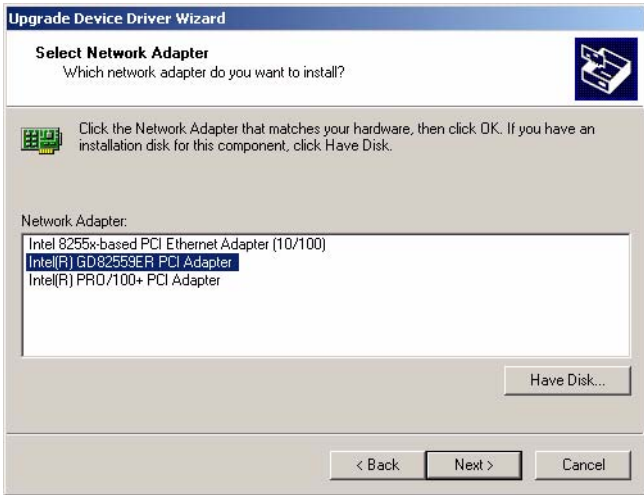 Upgrade Device Driver Wizard
Select Network Adapter
Which network adapter do you want to install?
Click the Network Adapter that matches your hardware, then click OK. If you have an
installation disk for this component, click Have Disk.
Network Adapter:
Intel 8255x-based PCI Ethernet Adapter (10/100)
Intel(R) GD82559ER PCI Adapter
Intel(R) PRO/100+ PCI Adapter
Have Disk...
< Back
Next >
Cancel